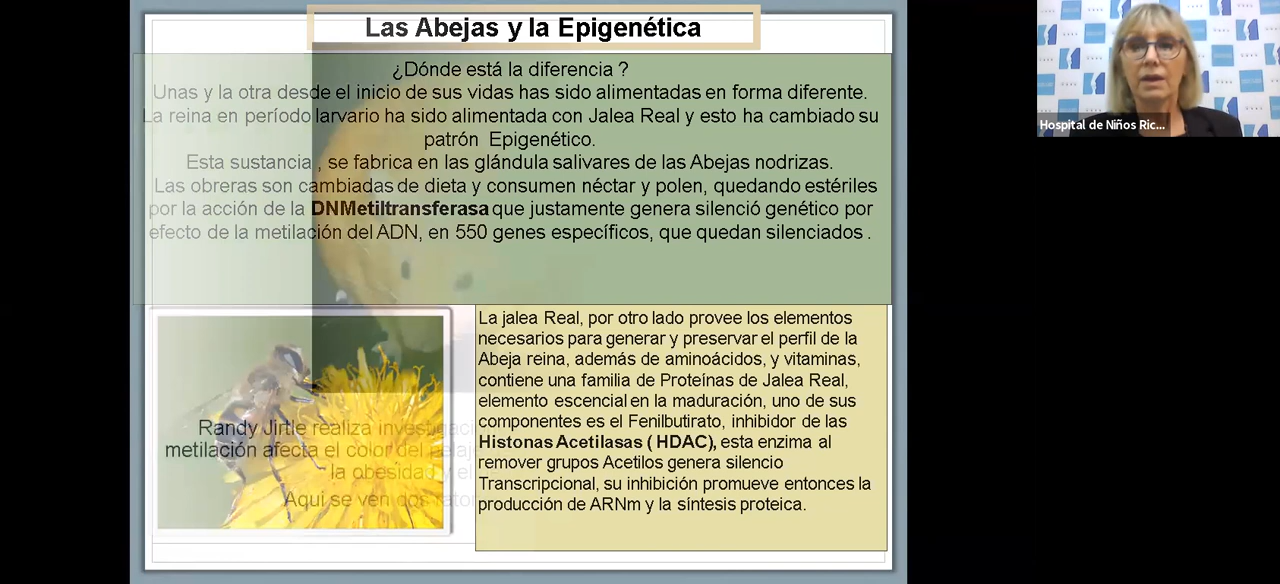 Las Abejas y la Epigenética
¿Dónde está la diferencia ?
Unas y la otra desde el inicio de sus vidas has sido alimentadas en forma diferente.
La reina en período larvario ha sido alimentada con Jalea Real y esto ha cambiado su
patrón Epigenético.
Esta sustancia , se fabrica en las glándula salivares de las Abejas nodrizas.
Las obreras son cambiadas de dieta y consumen néctar y polen, quedando estériles
por la acción de la DNMetiltransferasa que justamente genera silenció genético por
efecto de la metilación del ADN, en 550 genes específicos, que quedan silenciados .
La jalea Real, por otro lado provee los elementos
necesarios para generar y preservar el perfil de la
Abeja reina, además de aminoácidos, y vitaminas,
contiene una familia de Proteínas de Jalea Real,
elemento escencial en la maduración, uno de sus
componentes es el Fenilbutirato, inhibidor de las
Histonas Acetilasas ( HDAC), esta enzima al
remover grupos Acetilos genera silencio
Transcripcional, su inhibición promueve entonces la
producción de ARNm y la síntesis proteica.
Randy Jirtle realiza
metilación afecta el color del
la obesidad y el
Aquí se ven dos
Hospital de Niños Ric...